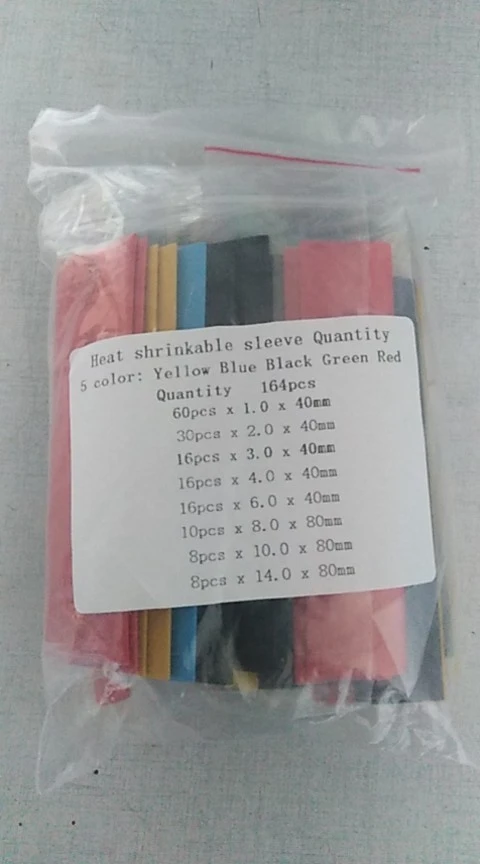 Heat shrinkable sleeve Quantity
5 color: Yellow Blue Black Green Red
Quantity 164pcs
60pcs x 1.0 x 40mm
30pcs x 2.0 x 40mm
16pcs x 3.0 x 40mm
16pcs x 4.0 x 40mm
16pcs x 6.0 x 40mm
10pcs x 8.0 x 80mm
8pcs x 10.0 x 80mm
8pcs x 14.0 x 80mm